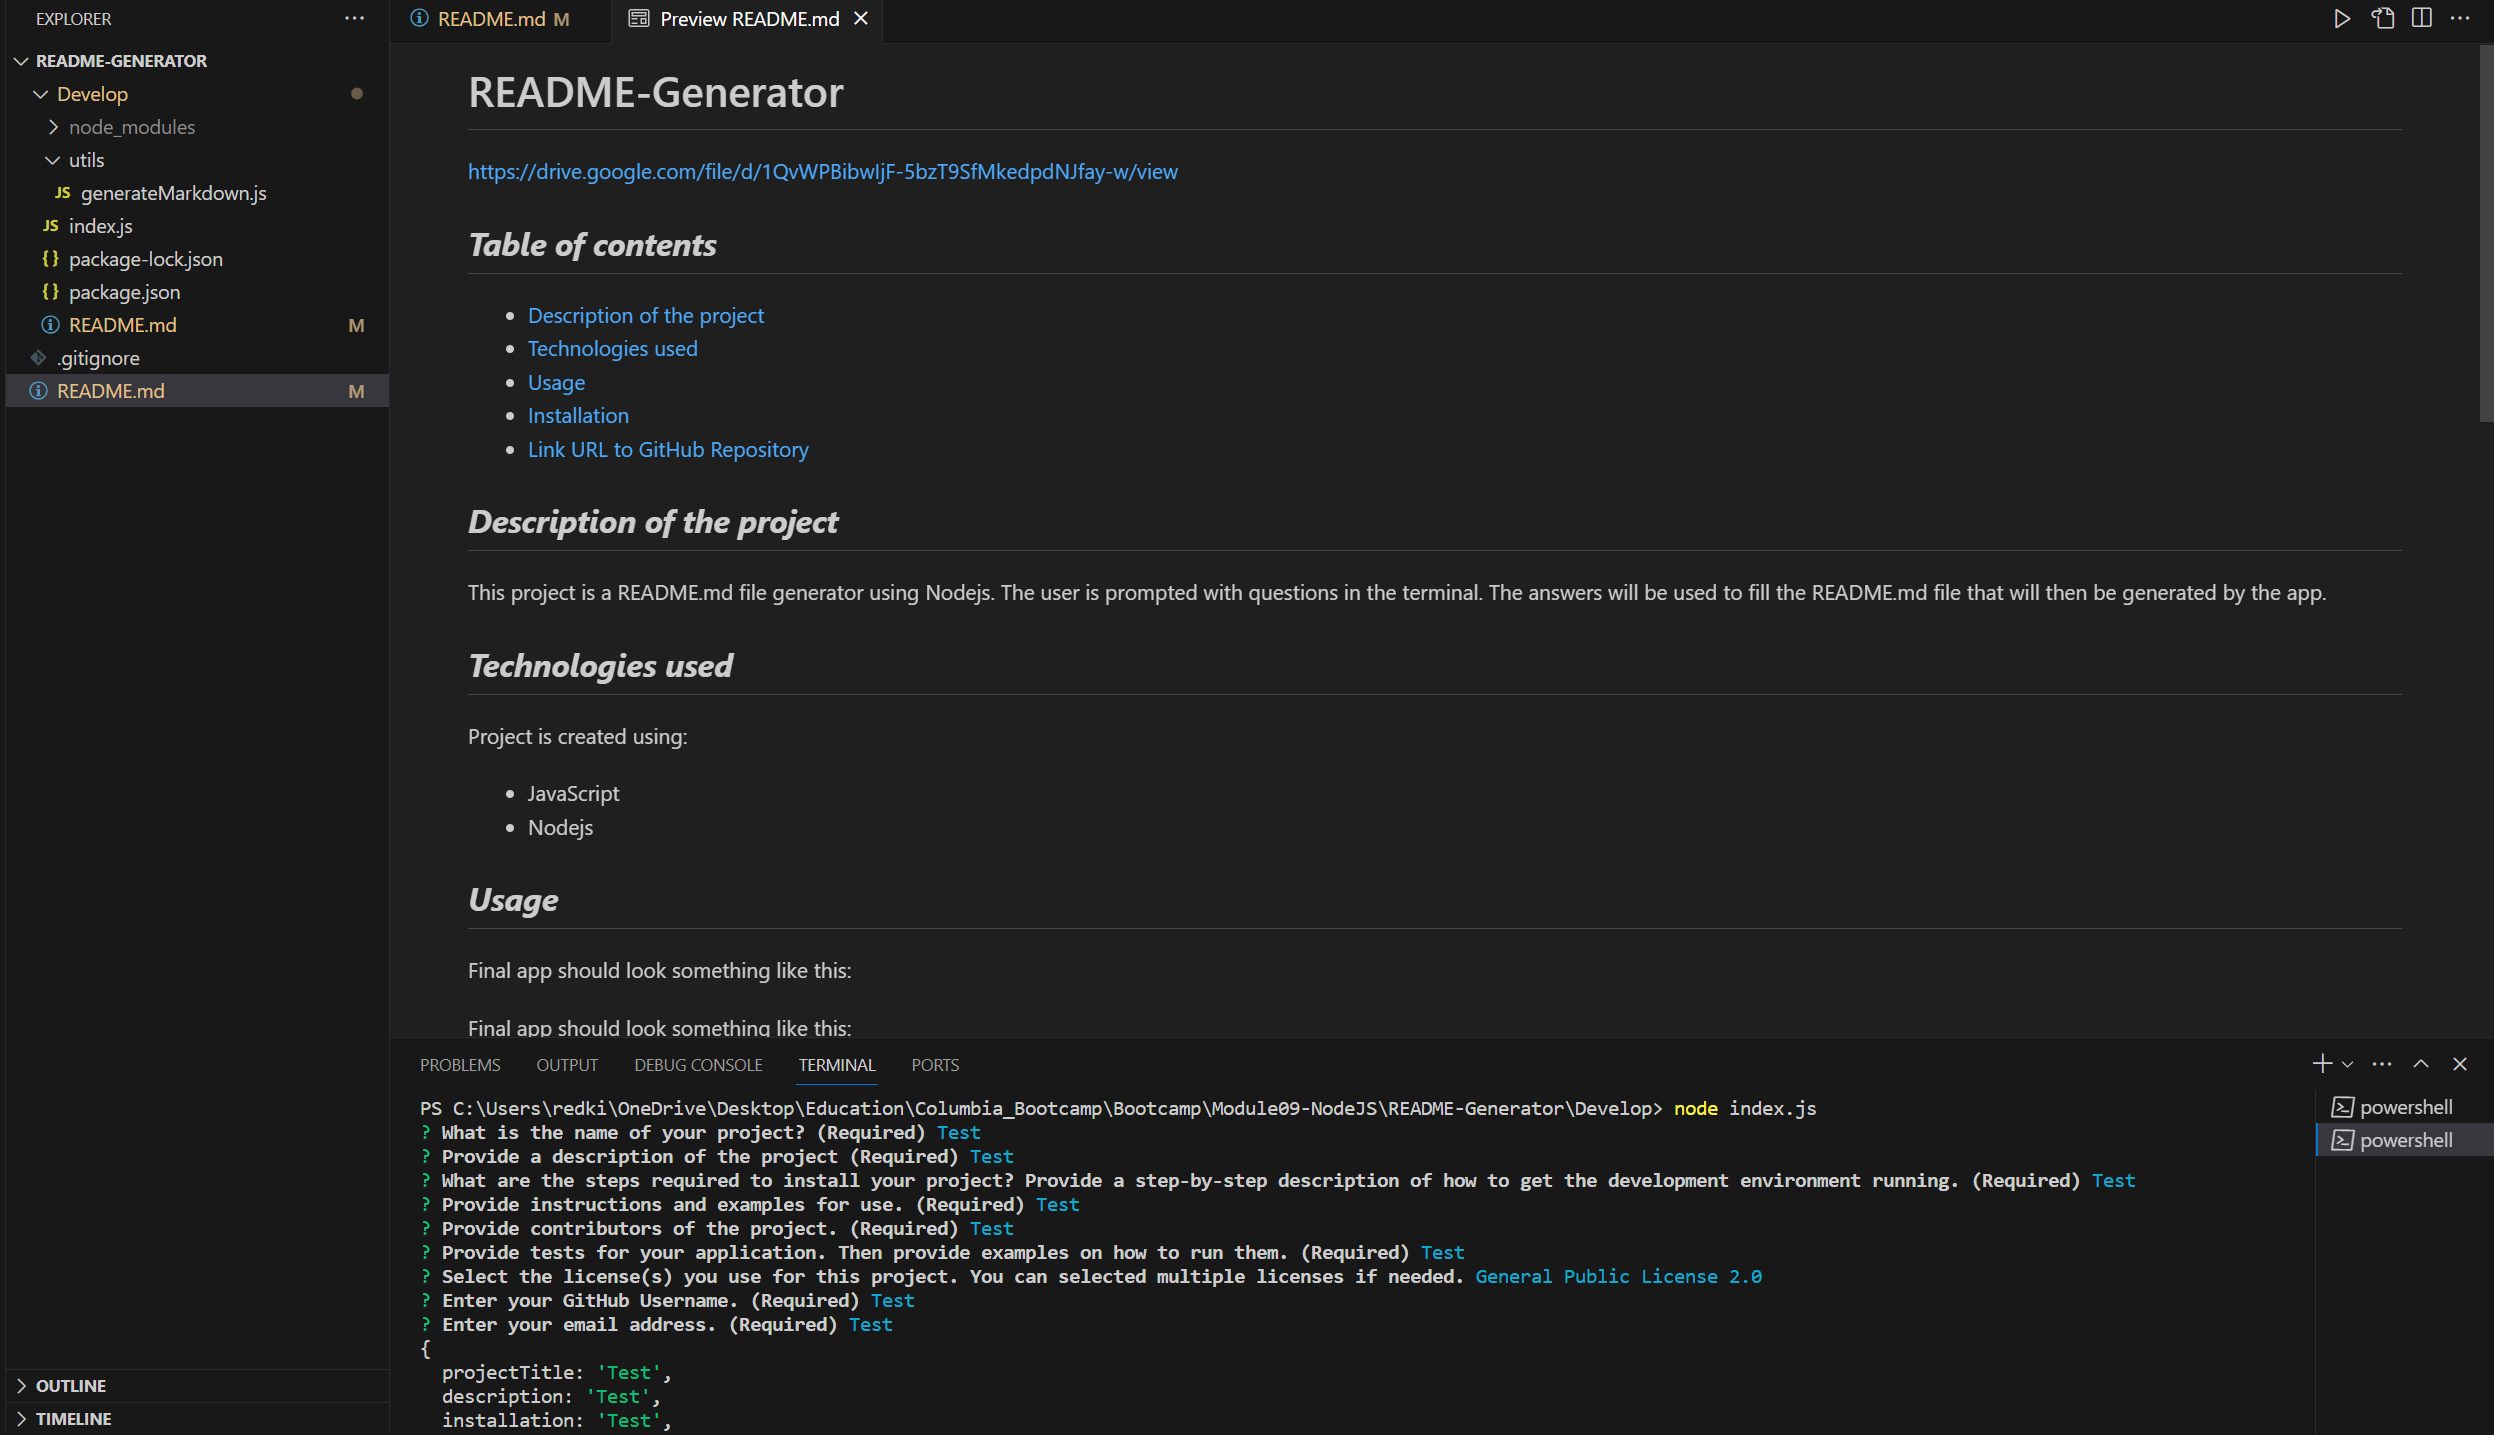 EXPLORER
README-GENERATOR
Develop
node_modules
utils
JS generateMarkdown.js
JS index.js
{} package-lock.json
{} package.json
README.md M
.gitignore
README.md M
OUTLINE
TIMELINE
README.md M
Preview README.md
README-Generator
https://drive.google.com/file/d/1QvWPBibwIjF-5bzT9SfMkedpdNJfay-w/view
Table of contents
• Description of the project
• Technologies used
• Usage
• Installation
• Link URL to GitHub Repository
Description of the project
This project is a README.md file generator using Nodejs. The user is prompted with questions in the terminal. The answers will be used to fill the README.md file that will then be generated by the app.
Technologies used
Project is created using:
• JavaScript
• Nodejs
Usage
Final app should look something like this:
Final app should look something like this:
PROBLEMS OUTPUT DEBUG CONSOLE TERMINAL PORTS
PS C:\Users\redki\OneDrive\Desktop\Education\Columbia_Bootcamp\Bootcamp\Module09-NodeJS\README-Generator\Develop> node index.js
? What is the name of your project? (Required) Test
? Provide a description of the project (Required) Test
? What are the steps required to install your project? Provide a step-by-step description of how to get the development environment running. (Required) Test
? Provide instructions and examples for use. (Required) Test
? Provide contributors of the project. (Required) Test
? Provide tests for your application. Then provide examples on how to run them. (Required) Test
? Select the license(s) you use for this project. You can selected multiple licenses if needed. General Public License 2.0
? Enter your GitHub Username. (Required) Test
? Enter your email address. (Required) Test
{
projectTitle: 'Test',
description: 'Test',
installation: 'Test',
powershell
powershell